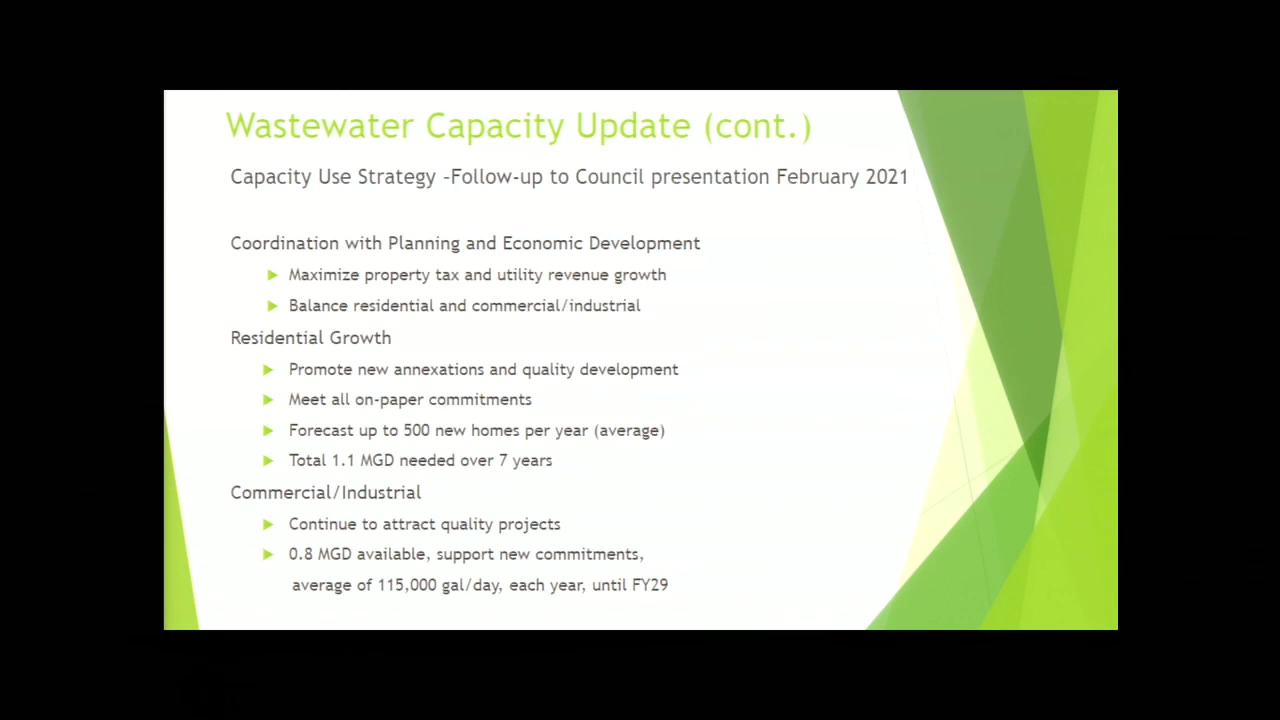 Wastewater Capacity Update (cont.)
Capacity Use Strategy –Follow-up to Council presentation February 2021
Coordination with Planning and Economic Development
Maximize property tax and utility revenue growth
Balance residential and commercial/industrial
Residential Growth
Promote new annexations and quality development
Meet all on-paper commitments
Forecast up to 500 new homes per year (average)
Total 1.1 MGD needed over 7 years
Commercial/Industrial
Continue to attract quality projects
0.8 MGD available, support new commitments,
average of 115,000 gal/day, each year, until FY29